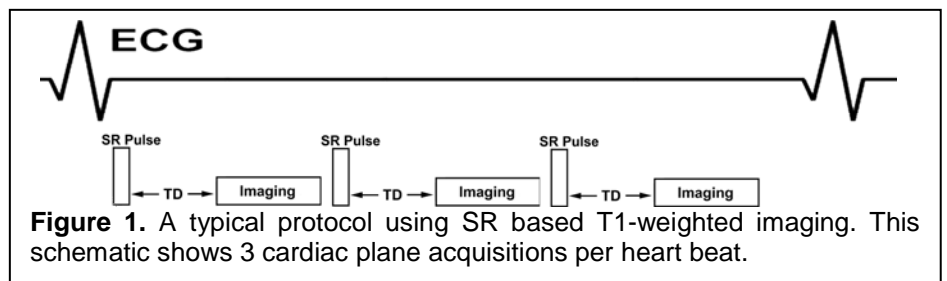 ECG
SR Pulse SR Pulse SR Pulse
TD Imaging TD Imaging TD Imaging
Figure 1. A typical protocol using SR based T1-weighted imaging. This
schematic shows 3 cardiac plane acquisitions per heart beat.